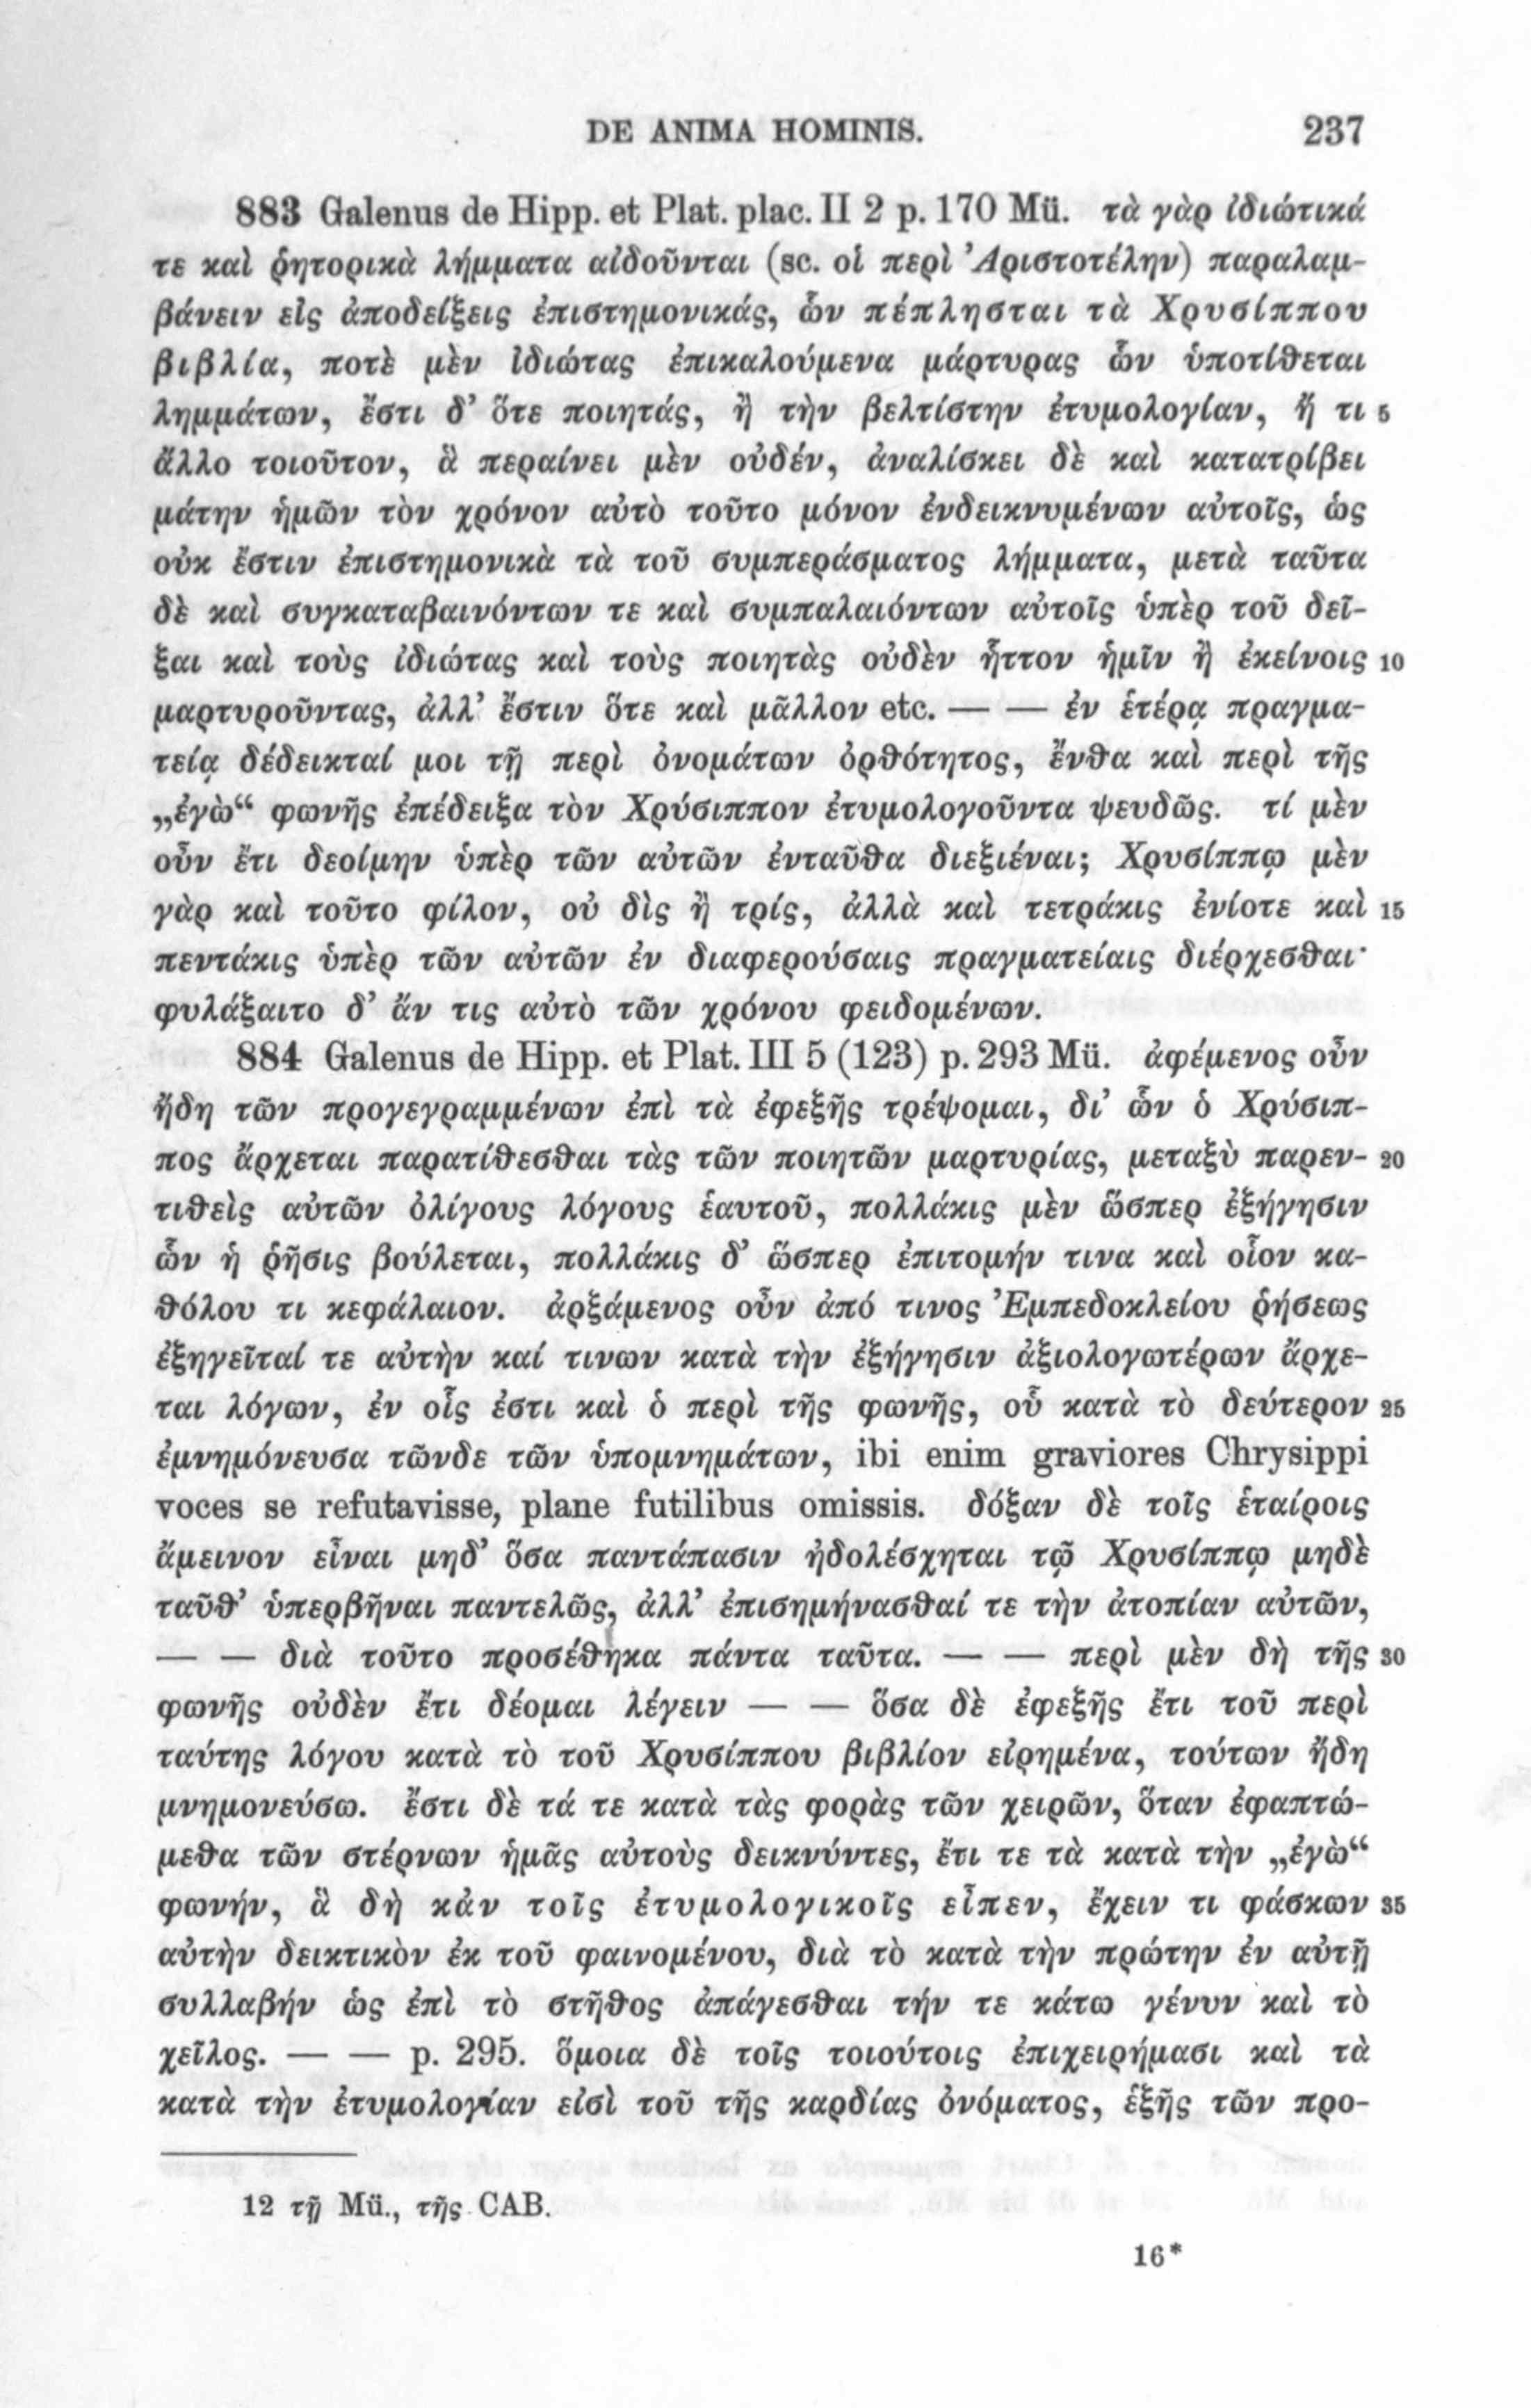 DE ANIMA HOMINIS. 237
883 Galenus de Hipp. et Plat. plac. II 2 p. 170 Mü. τὰ γὰρ ἰδιώτικά
τε καὶ ῥητορικὰ λήμματα αἰδοῦνται (sc. οἱ περὶ Ἀριστοτέλην) παραλαμ-
βάνειν εἰς ἀποδείξεις ἐπιστημονικάς, ὧν πέπλησται τὰ Χρυσίππου
βιβλία, ποτὲ μὲν ἰδιώτας ἐπικαλούμενα μάρτυρας ὧν ὑποτίθεται
λημμάτων, ἔστι δ’ ὅτε ποιητάς, ἢ τὴν βελτίστην ἐτυμολογίαν, ἤ τι 5
ἄλλο τοιοῦτον, ἃ περαίνει μὲν οὐδέν, ἀναλίσκει δὲ καὶ κατατρίβει
μάτην ἡμῶν τὸν χρόνον αὐτὸ τοῦτο μόνον ἐνδεικνυμένων αὐτοῖς, ὡς
οὐκ ἔστιν ἐπιστημονικὰ τὰ τοῦ συμπεράσματος λήμματα, μετὰ ταῦτα
δὲ καὶ συγκαταβαινόντων τε καὶ συμπαλαιόντων αὐτοῖς ὑπὲρ τοῦ δεῖ-
ξαι καὶ τοὺς ἰδιώτας καὶ τοὺς ποιητὰς οὐδὲν ἧττον ἡμῖν ἢ ἐκείνοις 10
μαρτυροῦντας, ἀλλ’ ἔστιν ὅτε καὶ μᾶλλον etc. — — ἐν ἑτέρᾳ πραγμα-
τείᾳ δέδεικταί μοι τῇ περὶ ὀνομάτων ὀρθότητος, ἔνθα καὶ περὶ τῆς
„ἐγὼ“ φωνῆς ἐπέδειξα τὸν Χρύσιππον ἐτυμολογοῦντα ψευδῶς. τί μὲν
οὖν ἔτι δεοίμην ὑπὲρ τῶν αὐτῶν ἐνταῦθα διεξιέναι; Χρυσίππῳ μὲν
γὰρ καὶ τοῦτο φίλον, οὐ δὶς ἢ τρίς, ἀλλὰ καὶ τετράκις ἐνίοτε καὶ 15
πεντάκις ὑπὲρ τῶν αὐτῶν ἐν διαφερούσαις πραγματείαις διέρχεσθαι·
φυλάξαιτο δ’ ἄν τις αὐτὸ τῶν χρόνου φειδομένων.
884 Galenus de Hipp. et Plat. III 5 (123) p. 293 Mü. ἀφέμενος οὖν
ἤδη τῶν προγεγραμμένων ἐπὶ τὰ ἐφεξῆς τρέψομαι, δι’ ὧν ὁ Χρύσιπ-
πος ἄρχεται παρατίθεσθαι τὰς τῶν ποιητῶν μαρτυρίας, μεταξὺ παρεν- 20
τιθεὶς αὐτῶν ὀλίγους λόγους ἑαυτοῦ, πολλάκις μὲν ὥσπερ ἐξήγησιν
ὧν ἡ ῥῆσις βούλεται, πολλάκις δ’ ὥσπερ ἐπιτομήν τινα καὶ οἷον κα-
θόλου τι κεφάλαιον. ἀρξάμενος οὖν ἀπό τινος Ἐμπεδοκλείου ῥήσεως
ἐξηγεῖταί τε αὐτὴν καί τινων κατὰ τὴν ἐξήγησιν ἀξιολογωτέρων ἄρχε-
ται λόγων, ἐν οἷς ἐστι καὶ ὁ περὶ τῆς φωνῆς, οὗ κατὰ τὸ δεύτερον 25
ἐμνημόνευσα τῶνδε τῶν ὑπομνημάτων, ibi enim graviores Chrysippi
voces se refutavisse, plane futilibus omissis. δόξαν δὲ τοῖς ἑταίροις
ἄμεινον εἶναι μηδ’ ὅσα παντάπασιν ἠδολέσχηται τῷ Χρυσίππῳ μηδὲ
ταῦθ’ ὑπερβῆναι παντελῶς, ἀλλ’ ἐπισημήνασθαί τε τὴν ἀτοπίαν αὐτῶν,
— — διὰ τοῦτο προσέθηκα πάντα ταῦτα. — — περὶ μὲν δὴ τῆς 30
φωνῆς οὐδὲν ἔτι δέομαι λέγειν — — ὅσα δὲ ἐφεξῆς ἔτι τοῦ περὶ
ταύτης λόγου κατὰ τὸ τοῦ Χρυσίππου βιβλίον εἰρημένα, τούτων ἤδη
μνημονεύσω. ἔστι δὲ τά τε κατὰ τὰς φορὰς τῶν χειρῶν, ὅταν ἐφαπτώ-
μεθα τῶν στέρνων ἡμᾶς αὐτοὺς δεικνύντες, ἔτι τε τὰ κατὰ τὴν „ἐγὼ“
φωνήν, ἃ δὴ κἀν τοῖς ἐτυμολογικοῖς εἶπεν, ἔχειν τι φάσκων 35
αὐτὴν δεικτικὸν ἐκ τοῦ φαινομένου, διὰ τὸ κατὰ τὴν πρώτην ἐν αὐτῇ
συλλαβήν ὡς ἐπὶ τὸ στῆθος ἀπάγεσθαι τήν τε κάτω γένυν καὶ τὸ
χεῖλος. — — p. 295. ὅμοια δὲ τοῖς τοιούτοις ἐπιχειρήμασι καὶ τὰ
κατὰ τὴν ἐτυμολογίαν εἰσὶ τοῦ τῆς καρδίας ὀνόματος, ἑξῆς τῶν προ-
12 τῇ Mü., τῆς CAB.
16*